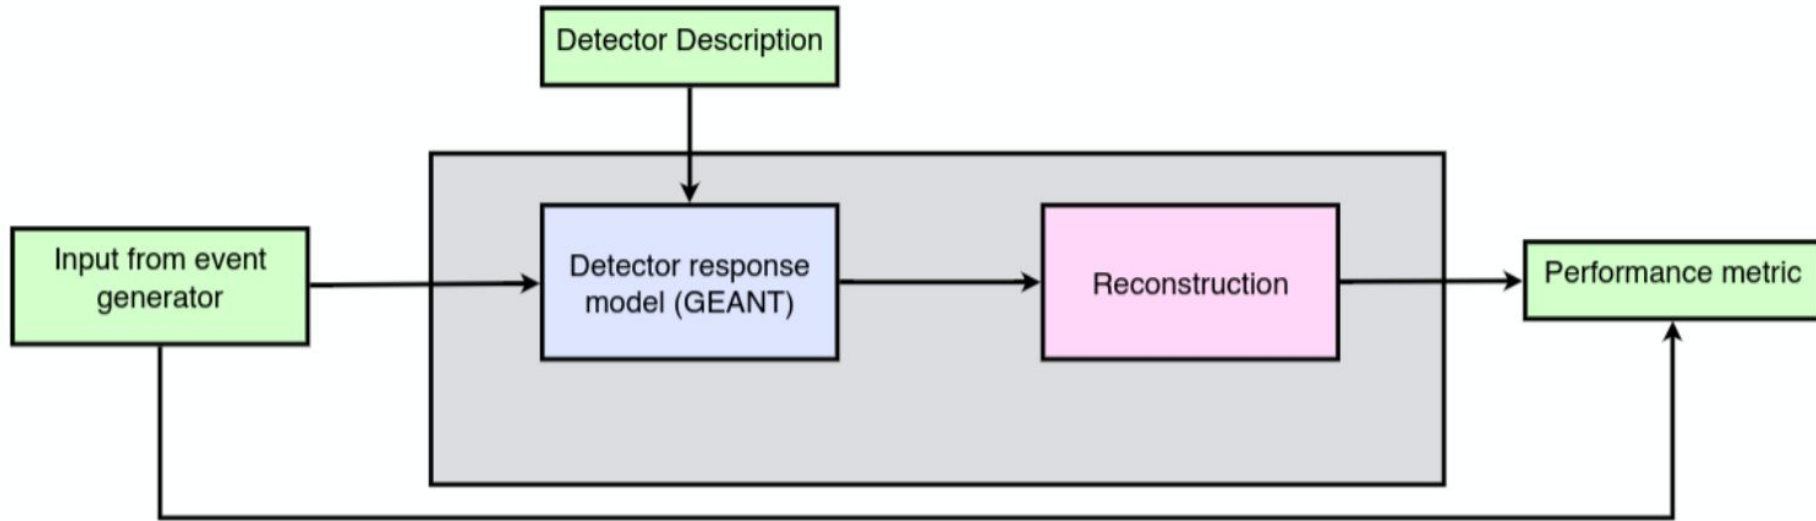 Detector Description
Input from event
generator
Detector response
model (GEANT)
Reconstruction
Performance metric